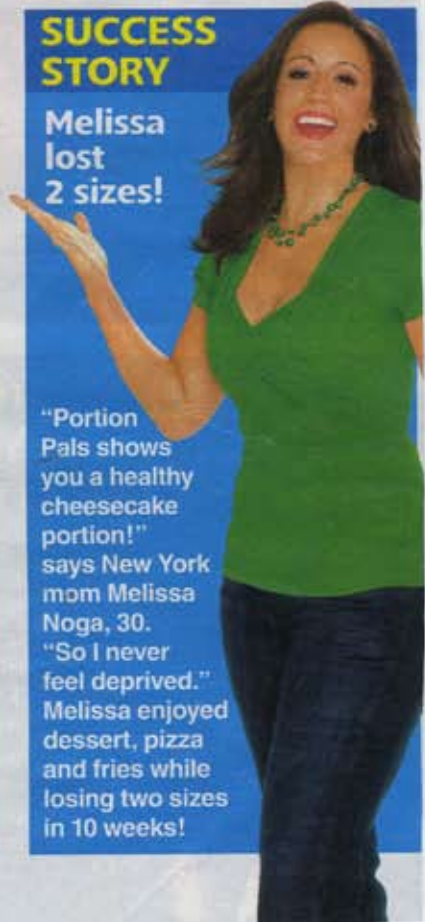 SUCCESS
STORY
Melissa
lost
2 sizes!
“Portion
Pals shows
you a healthy
cheesecake
portion!”
says New York
mom Melissa
Noga, 30.
“So I never
feel deprived.”
Melissa enjoyed
dessert, pizza
and fries while
losing two sizes
in 10 weeks!